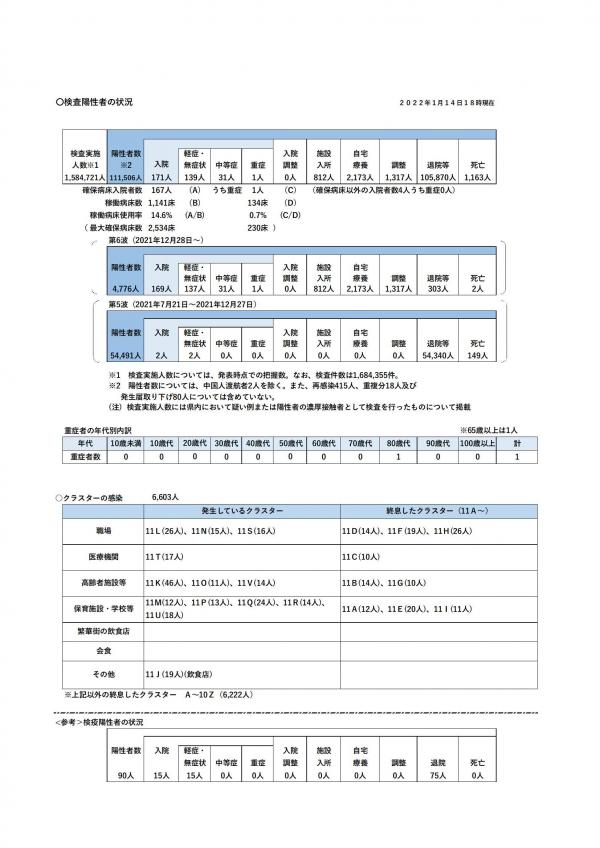 〇検査陽性者の状況 2022年1月14日18時現在
検査実施人数※1 陽性者数※2 入院 軽症・無症状 中等症 重症 入院調整 施設入所 自宅療養 調整 退院等 死亡
1,584,721人 111,506人 171人 139人 31人 1人 0人 812人 2,173人 1,317人 105,870人 1,163人
確保病床入院者数 167人 (A) うち重症 1人 (C) (確保病床以外の入院者数4人うち重症0人)
稼働病床数 1,141床 (B) 134床 (D)
稼働病床使用率 14.6% (A/B) 0.7% (C/D)
(最大確保病床数 2,534床 230床 )
第6波（2021年12月28日～）
陽性者数 入院 軽症・無症状 中等症 重症 入院調整 施設入所 自宅療養 調整 退院等 死亡
4,776人 169人 137人 31人 1人 0人 812人 2,173人 1,317人 303人 2人
第5波（2021年7月21日～2021年12月27日）
陽性者数 入院 軽症・無症状 中等症 重症 入院調整 施設入所 自宅療養 調整 退院等 死亡
54,491人 2人 2人 0人 0人 0人 0人 0人 0人 54,340人 149人
※1 検査実施人数については、発表時点での把握数。なお、検査件数は1,684,355件。
※2 陽性者数については、中国人渡航者2人を除く。また、再感染415人、重複分18人及び
発生届取り下げ80人については含めていない。
（注）検査実施人数には県内において疑い例または陽性者の濃厚接触者として検査を行ったものについて掲載
重症者の年代別内訳 ※65歳以上は1人
年代 10歳未満 10歳代 20歳代 30歳代 40歳代 50歳代 60歳代 70歳代 80歳代 90歳代 100歳以上 計
重症者数 0 0 0 0 0 0 0 0 1 0 0 1
○クラスターの感染 6,603人
発生しているクラスター 終息したクラスター（11A～）
職場 11L(26人)、11N(15人)、11S(16人) 11D(14人)、11F(19人)、11H(26人)
医療機関 11T(17人) 11C(10人)
高齢者施設等 11K(46人)、11O(11人)、11V(14人) 11B(14人)、11G(10人)
保育施設・学校等 11M(12人)、11P(13人)、11Q(24人)、11R(14人)、 11A(12人)、11E(20人)、11I(11人)
11U(18人)
繁華街の飲食店
会食
その他 11J(19人)(飲食店)
※上記以外の終息したクラスター A～10Z（6,222人）
<参考>検疫陽性者の状況
陽性者数 入院 軽症・無症状 中等症 重症 入院調整 施設入所 自宅療養 調整 退院 死亡
90人 15人 15人 0人 0人 0人 0人 0人 0人 75人 0人